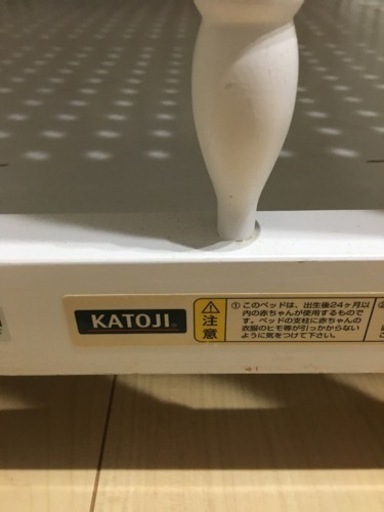 KATOJI
注意
①このベッドは、出生後24ヶ月以
内の赤ちゃんが使用するもので
す。ベッドの支柱に赤ちゃんの
衣服のヒモ等が引っかからない
ように気をつけて下さい。